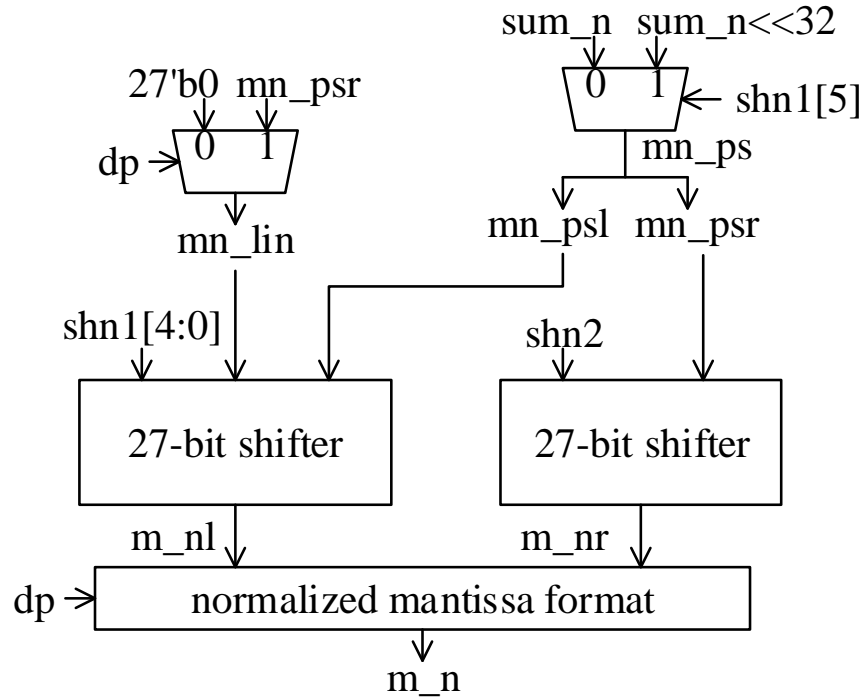 sum_n sum_n<<32
0 1
shn1[5]
mn_ps
27'b0 mn_psr
0 1
dp
mn_lin
mn_psl mn_psr
shn1[4:0]
shn2
27-bit shifter
27-bit shifter
m_nl
m_nr
dp
normalized mantissa format
m_n